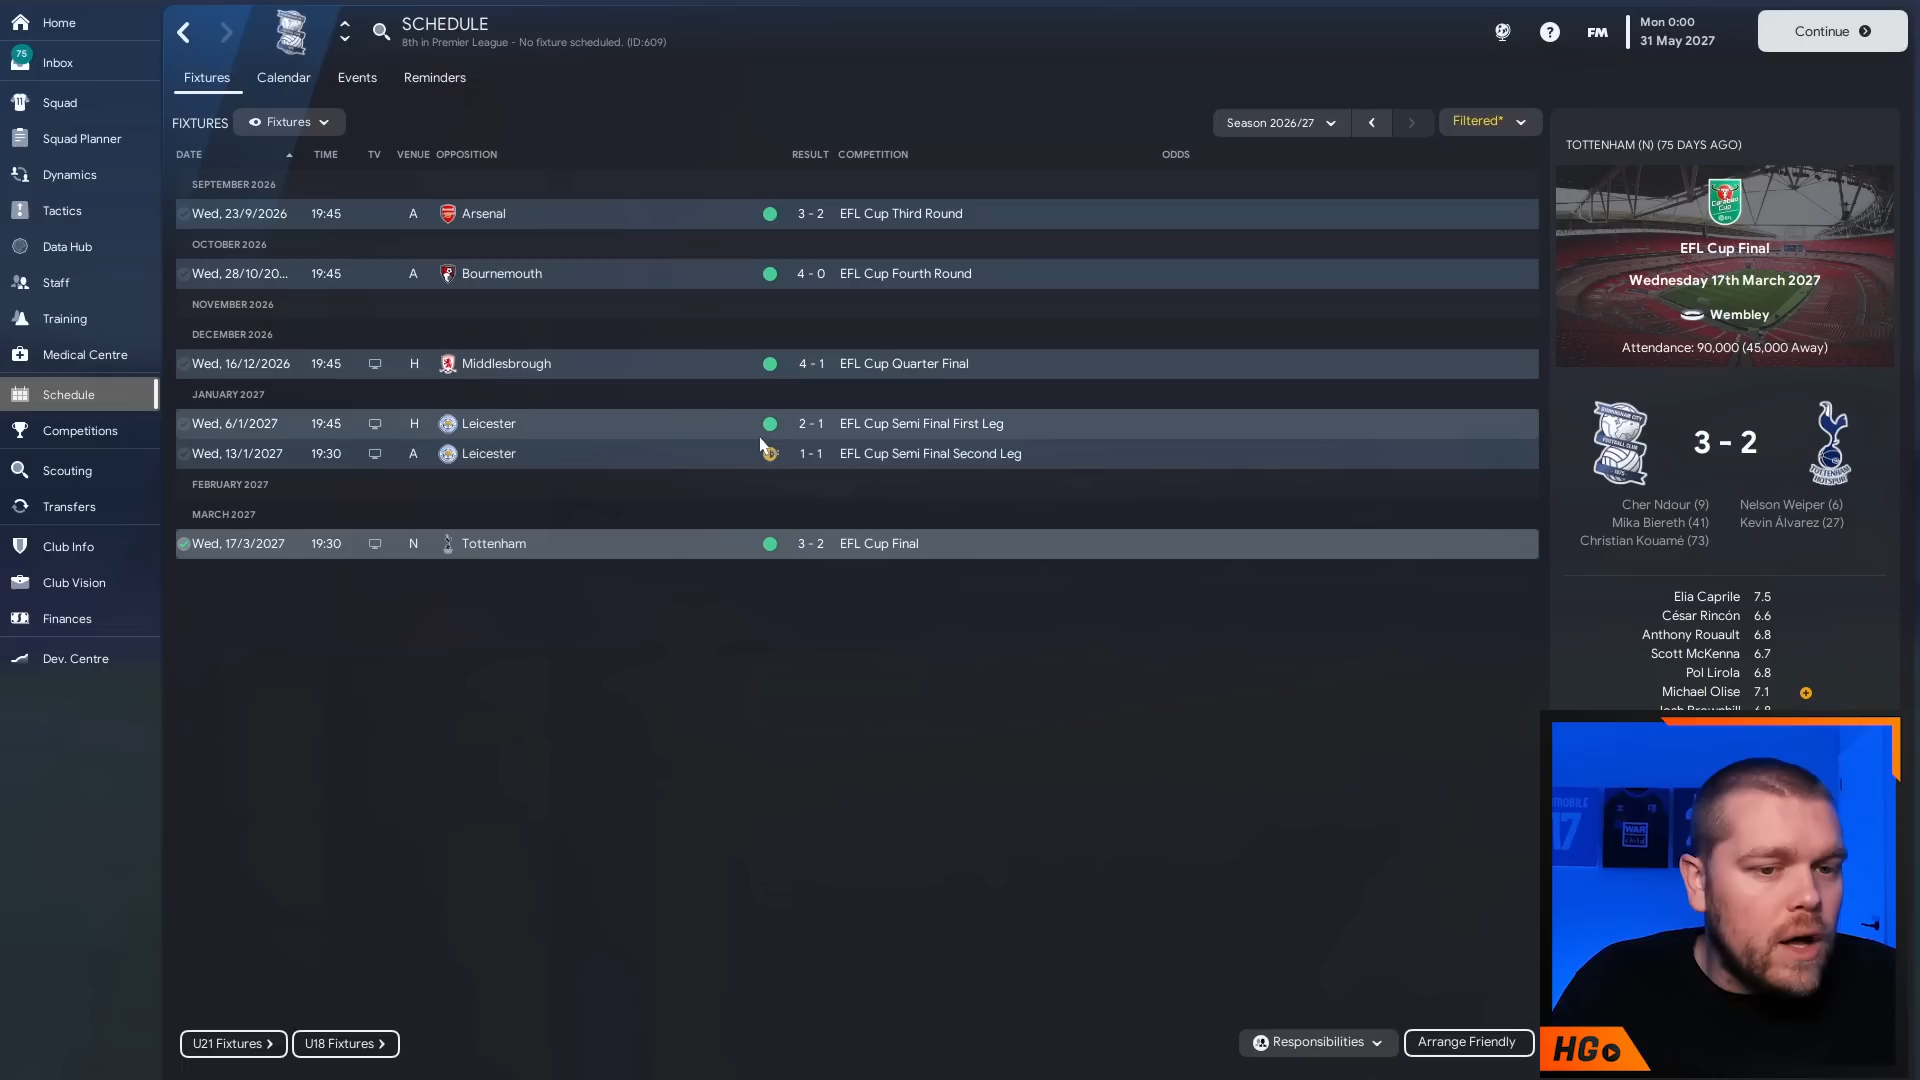 Home
75
Inbox
Squad
Squad Planner
Dynamics
Tactics
Data Hub
Staff
Training
Medical Centre
Schedule
Competitions
Scouting
Transfers
Club Info
Club Vision
Finances
Dev. Centre
SCHEDULE
8th in Premier League - No fixture scheduled. (ID:609)
FM
Mon 0:00
31 May 2027
Continue
Fixtures Calendar Events Reminders
FIXTURES Fixtures Season 2026/27 Filtered*
DATE TIME TV VENUE OPPOSITION RESULT COMPETITION ODDS
SEPTEMBER 2026
Wed, 23/9/2026 19:45 A Arsenal 3 - 2 EFL Cup Third Round
OCTOBER 2026
Wed, 28/10/20... 19:45 A Bournemouth 4 - 0 EFL Cup Fourth Round
NOVEMBER 2026
DECEMBER 2026
Wed, 16/12/2026 19:45 H Middlesbrough 4 - 1 EFL Cup Quarter Final
JANUARY 2027
Wed, 6/1/2027 19:45 H Leicester 2 - 1 EFL Cup Semi Final First Leg
Wed, 13/1/2027 19:30 A Leicester 1 - 1 EFL Cup Semi Final Second Leg
FEBRUARY 2027
MARCH 2027
Wed, 17/3/2027 19:30 N Tottenham 3 - 2 EFL Cup Final
U21 Fixtures U18 Fixtures
Responsibilities Arrange Friendly
TOTTENHAM (N) (75 DAYS AGO)
EFL Cup Final
Wednesday 17th March 2027
Wembley
Attendance: 90,000 (45,000 Away)
3 - 2
Cher Ndour (9) Nelson Weiper (6)
Mika Biereth (41) Kevin Álvarez (27)
Christian Kouamé (73)
Elia Caprile 7.5
César Rincón 6.6
Anthony Rouault 6.8
Scott McKenna 6.7
Pol Lirola 6.8
Michael Olise 7.1
MOBILE
17
WAR
HG